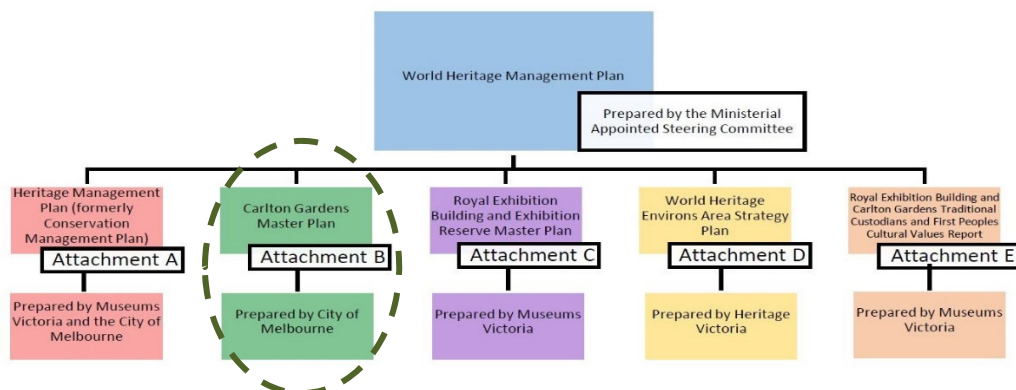 World Heritage Management Plan
Prepared by the Ministerial
Appointed Steering Committee
Heritage Management
Plan (formerly
Conservation
Management Plan)
Attachment A
Prepared by Museums
Victoria and the City of
Melbourne
Carlton Gardens
Master Plan
Attachment B
Prepared by City of
Melbourne
Royal Exhibition
Building and Exhibition
Reserve Master Plan
Attachment C
Prepared by Museums
Victoria
World Heritage
Environs Area Strategy
Plan
Attachment D
Prepared by Heritage
Victoria
Royal Exhibition Building and
Carlton Gardens Traditional
Custodians and First Peoples
Cultural Values Report
Attachment E
Prepared by Museums
Victoria